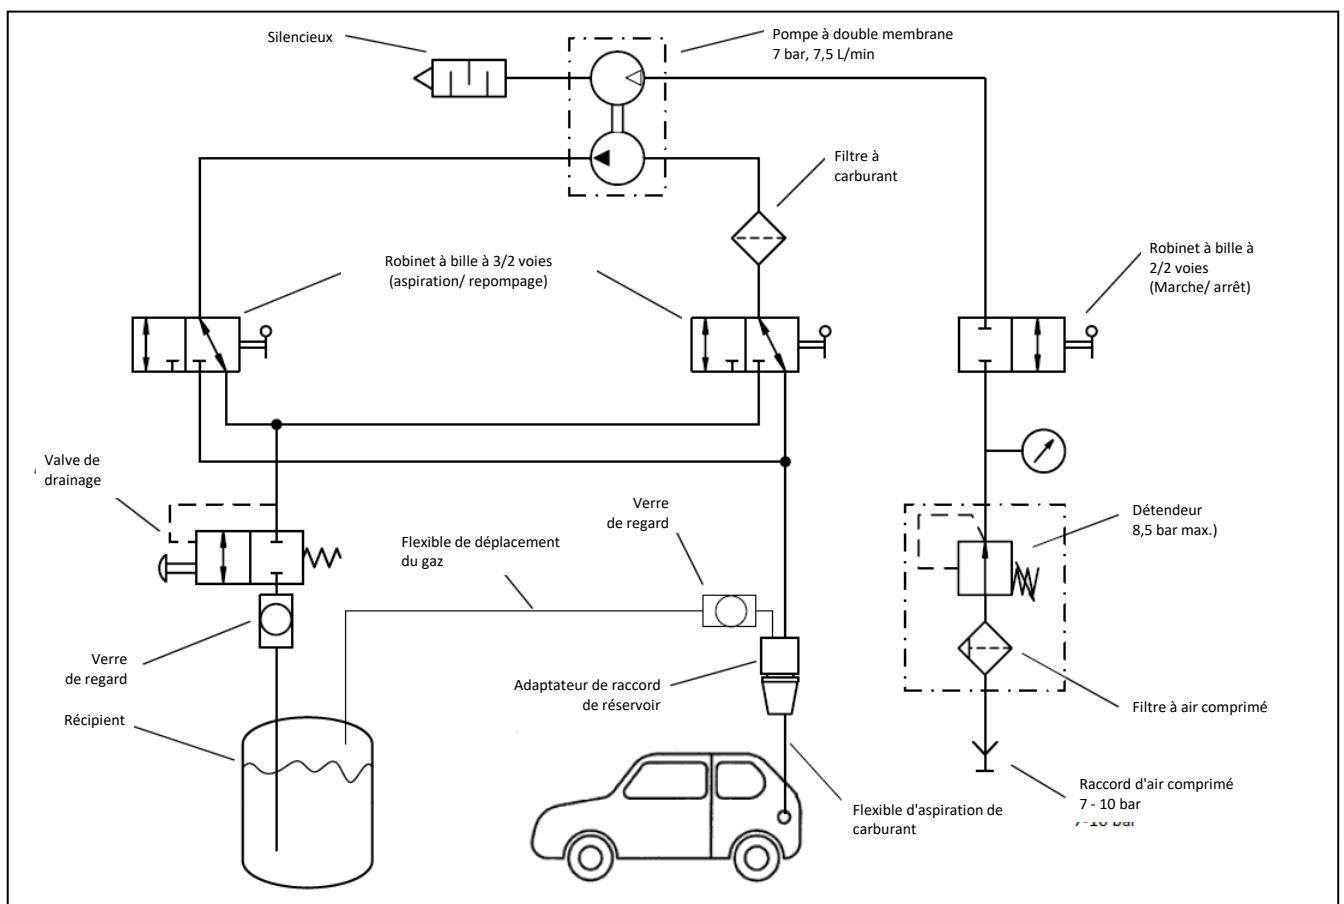 Silencieux
Pompe à double membrane
7 bar, 7,5 L/min
Filtre à
carburant
Robinet à bille à 3/2 voies
(aspiration/ repompage)
Robinet à bille à
2/2 voies
(Marche/ arrêt)
Valve de
drainage
Verre
de regard
Flexible de déplacement
du gaz
Détendeur
8,5 bar max.)
Verre
de regard
Adaptateur de raccord
de réservoir
Récipient
Filtre à air comprimé
Raccord d'air comprimé
7 - 10 bar
7-10 bar
Flexible d'aspiration de
carburant